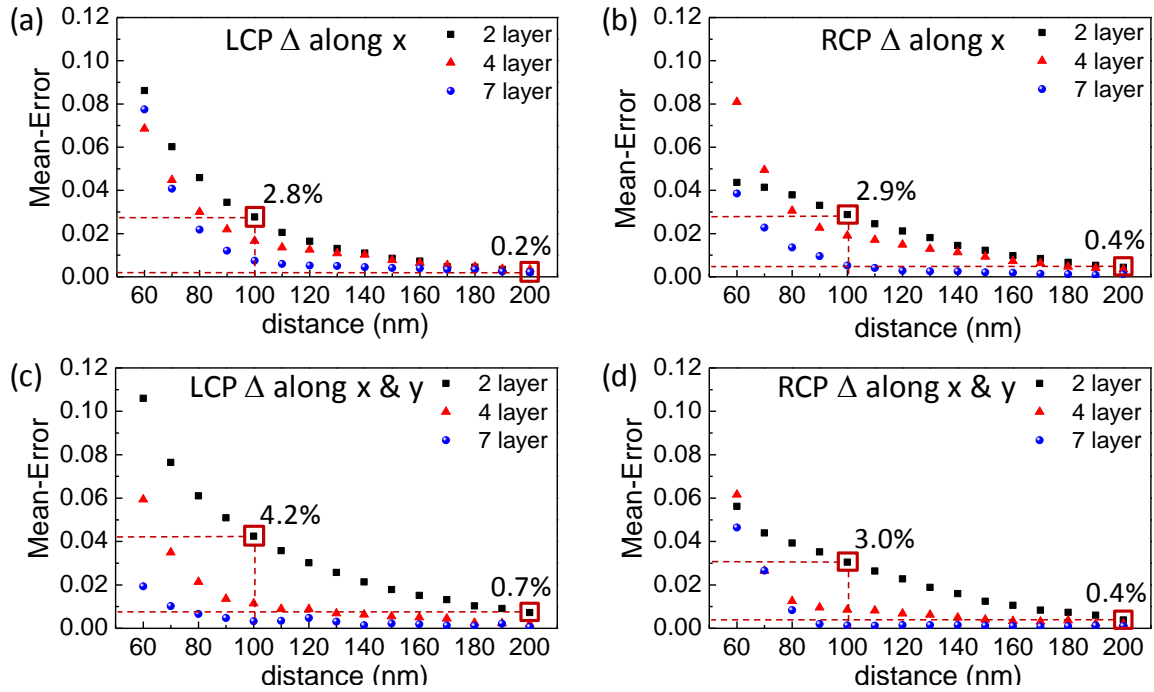 (a)
LCP Δ along x
2 layer
4 layer
7 layer
2.8%
0.2%
Mean-Error
0.12
0.10
0.08
0.06
0.04
0.02
0.00
60 80 100 120 140 160 180 200
distance (nm)
(b)
RCP Δ along x
2 layer
4 layer
7 layer
2.9%
0.4%
Mean-Error
0.12
0.10
0.08
0.06
0.04
0.02
0.00
60 80 100 120 140 160 180 200
distance (nm)
(c)
LCP Δ along x & y
2 layer
4 layer
7 layer
4.2%
0.7%
Mean-Error
0.12
0.10
0.08
0.06
0.04
0.02
0.00
60 80 100 120 140 160 180 200
distance (nm)
(d)
RCP Δ along x & y
2 layer
4 layer
7 layer
3.0%
0.4%
Mean-Error
0.12
0.10
0.08
0.06
0.04
0.02
0.00
60 80 100 120 140 160 180 200
distance (nm)